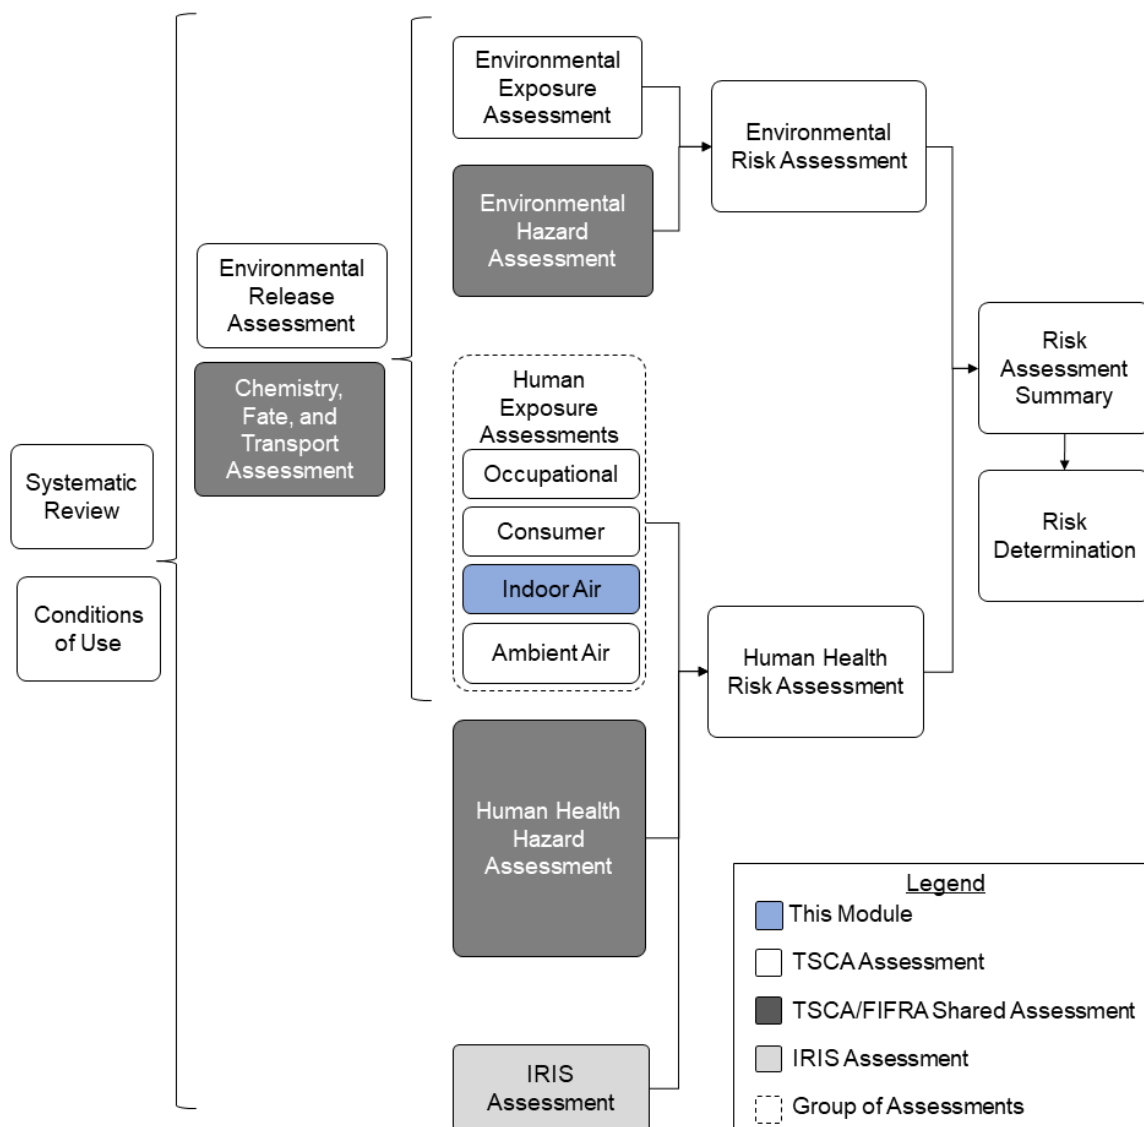 Systematic
Review
Conditions
of Use
Environmental
Release
Assessment
Chemistry,
Fate, and
Transport
Assessment
Environmental
Exposure
Assessment
Environmental
Hazard
Assessment
Human
Exposure
Assessments
Occupational
Consumer
Indoor Air
Ambient Air
Human Health
Hazard
Assessment
IRIS
Assessment
Environmental
Risk Assessment
Human Health
Risk Assessment
Risk
Assessment
Summary
Risk
Determination
Legend
This Module
TSCA Assessment
TSCA/FIFRA Shared Assessment
IRIS Assessment
Group of Assessments